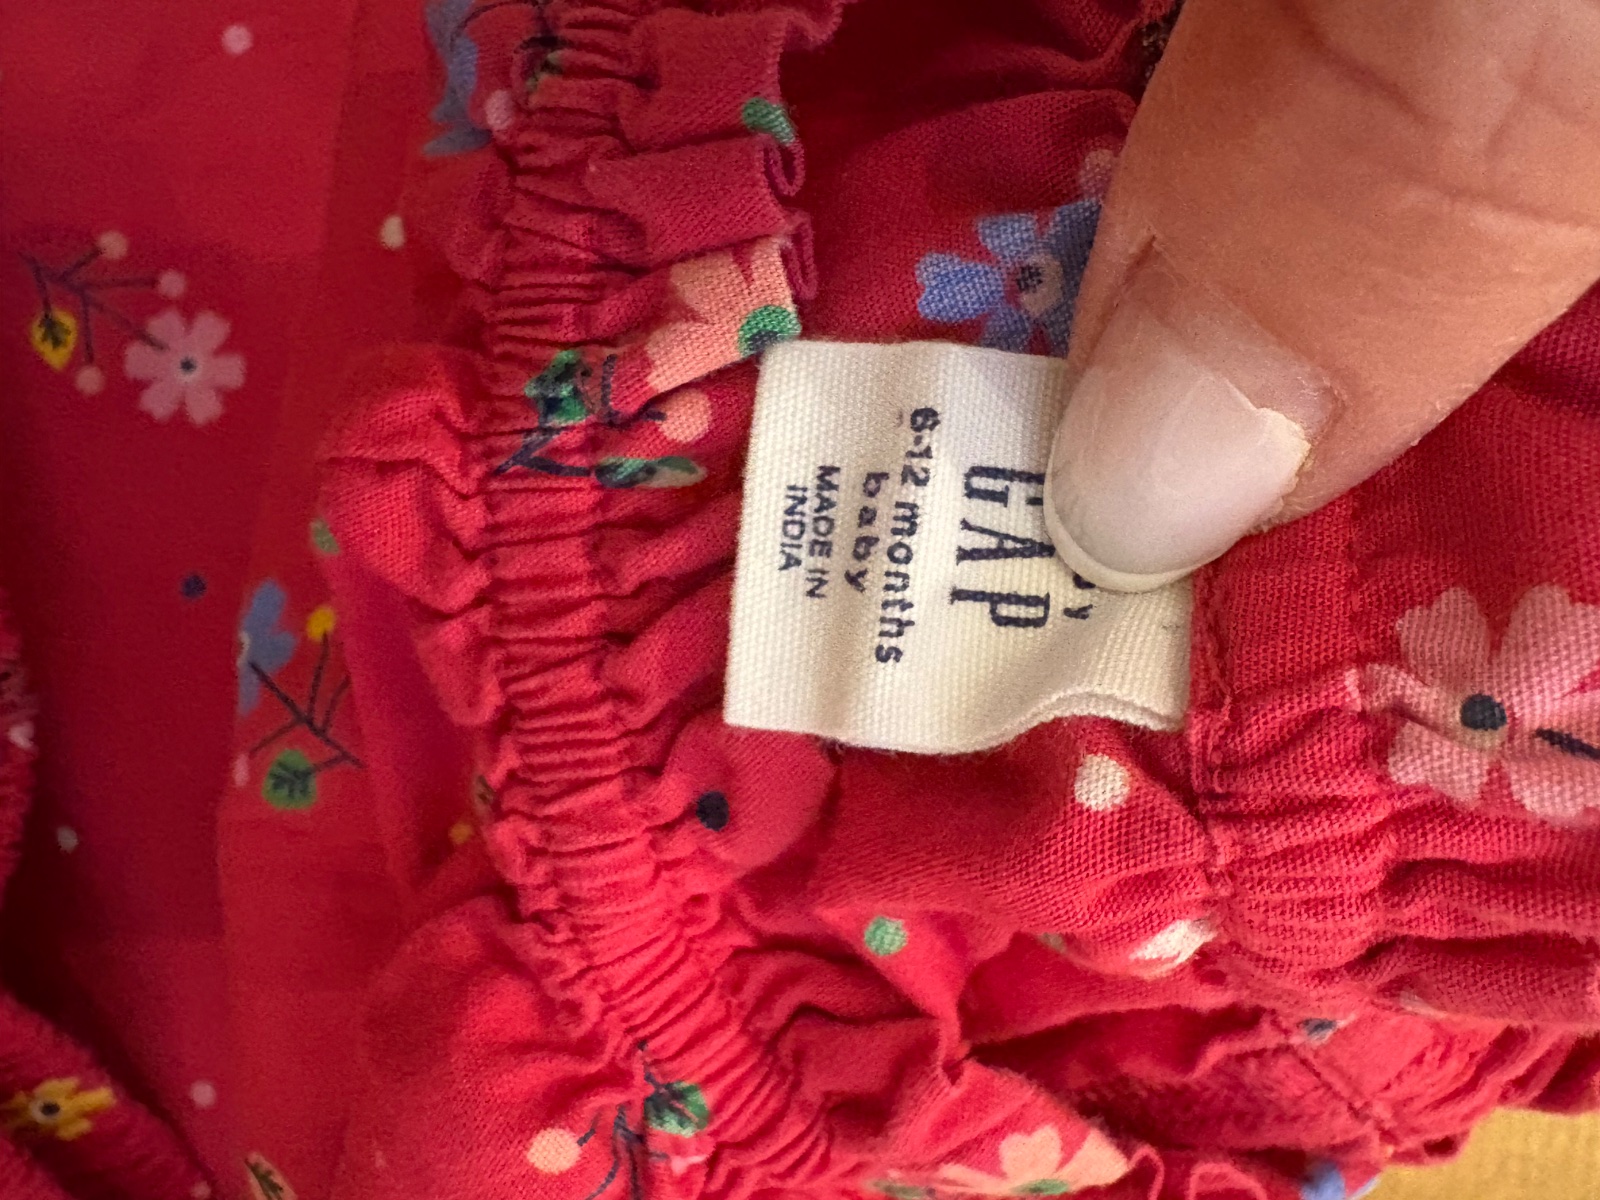 GAP
6-12 months
baby
MADE IN
INDIA